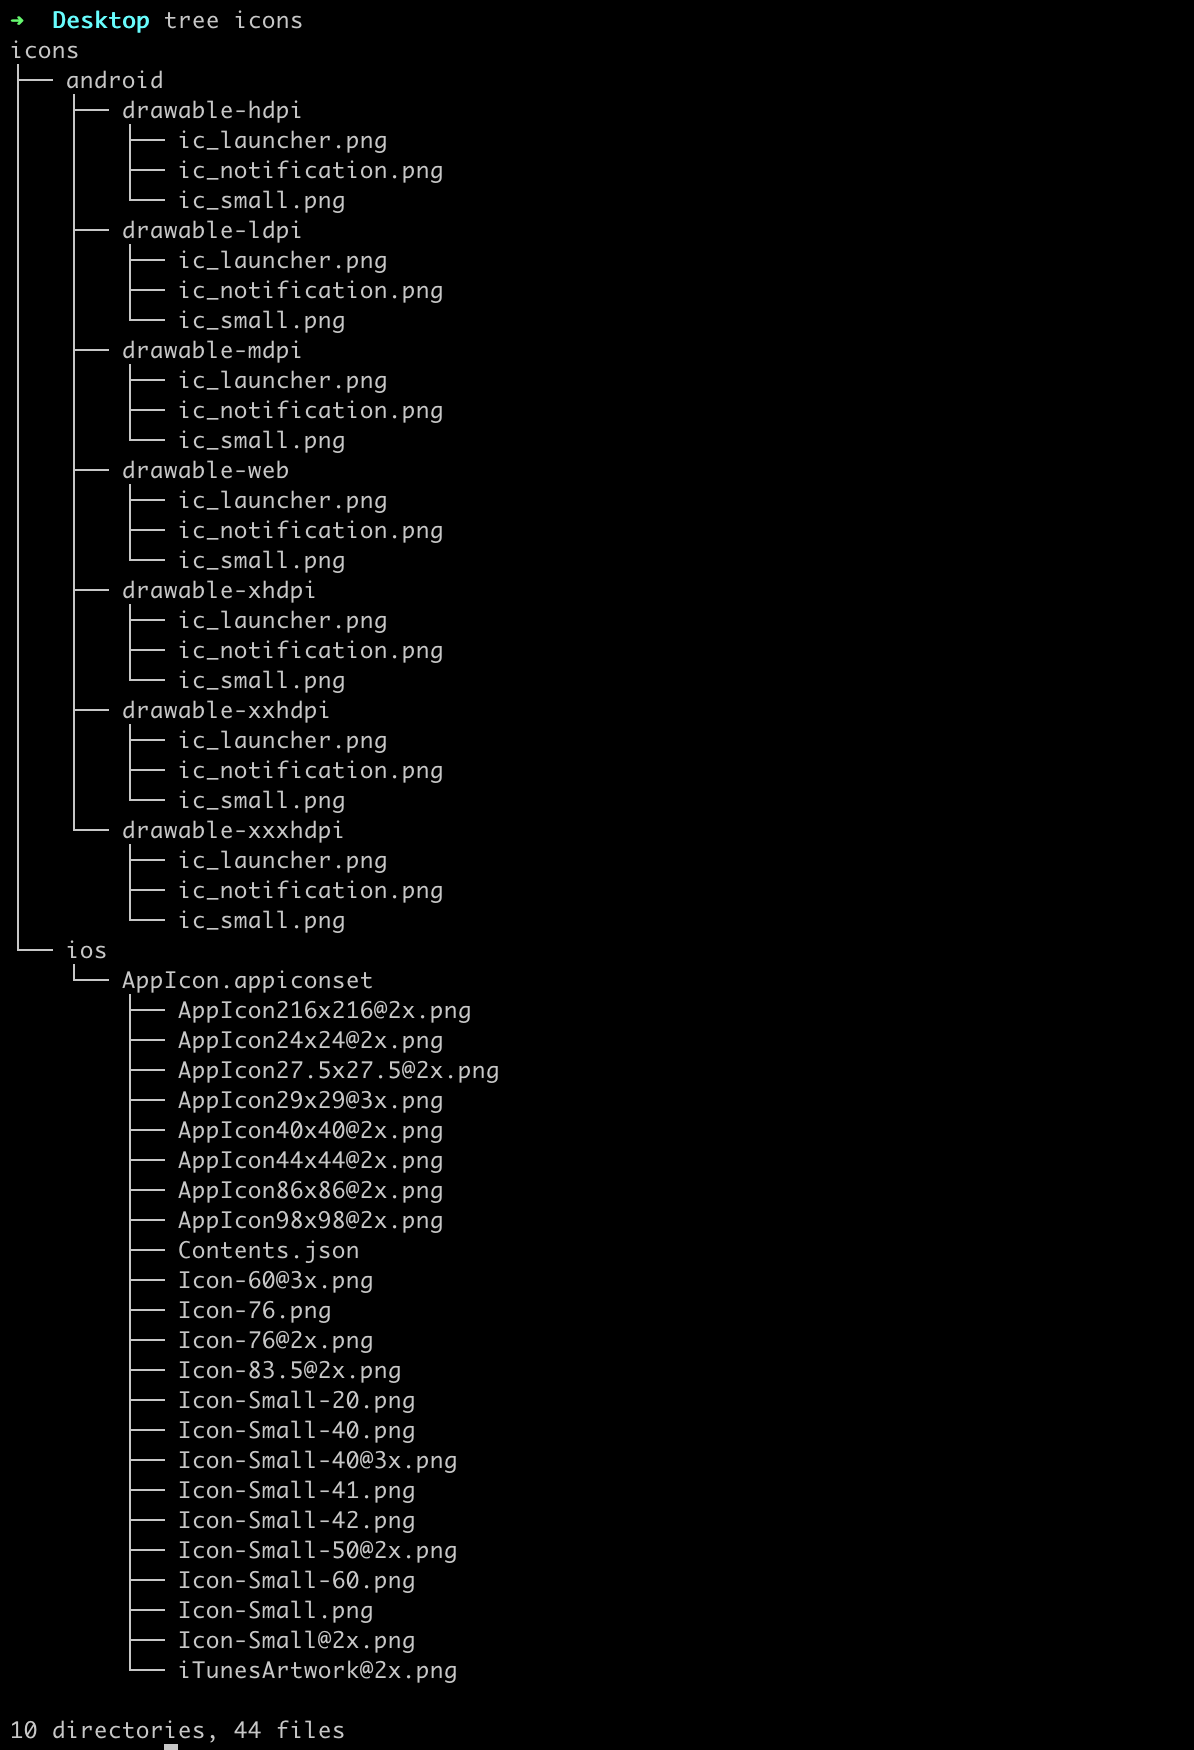 ➜  Desktop tree icons
icons
├── android
│   ├── drawable-hdpi
│   │   ├── ic_launcher.png
│   │   ├── ic_notification.png
│   │   └── ic_small.png
│   ├── drawable-ldpi
│   │   ├── ic_launcher.png
│   │   ├── ic_notification.png
│   │   └── ic_small.png
│   ├── drawable-mdpi
│   │   ├── ic_launcher.png
│   │   ├── ic_notification.png
│   │   └── ic_small.png
│   ├── drawable-web
│   │   ├── ic_launcher.png
│   │   ├── ic_notification.png
│   │   └── ic_small.png
│   ├── drawable-xhdpi
│   │   ├── ic_launcher.png
│   │   ├── ic_notification.png
│   │   └── ic_small.png
│   ├── drawable-xxhdpi
│   │   ├── ic_launcher.png
│   │   ├── ic_notification.png
│   │   └── ic_small.png
│   └── drawable-xxxhdpi
│       ├── ic_launcher.png
│       ├── ic_notification.png
│       └── ic_small.png
└── ios
    └── AppIcon.appiconset
        ├── AppIcon216x216@2x.png
        ├── AppIcon24x24@2x.png
        ├── AppIcon27.5x27.5@2x.png
        ├── AppIcon29x29@3x.png
        ├── AppIcon40x40@2x.png
        ├── AppIcon44x44@2x.png
        ├── AppIcon86x86@2x.png
        ├── AppIcon98x98@2x.png
        ├── Contents.json
        ├── Icon-60@3x.png
        ├── Icon-76.png
        ├── Icon-76@2x.png
        ├── Icon-83.5@2x.png
        ├── Icon-Small-20.png
        ├── Icon-Small-40.png
        ├── Icon-Small-40@3x.png
        ├── Icon-Small-41.png
        ├── Icon-Small-42.png
        ├── Icon-Small-50@2x.png
        ├── Icon-Small-60.png
        ├── Icon-Small.png
        ├── Icon-Small@2x.png
        └── iTunesArtwork@2x.png

10 directories, 44 files